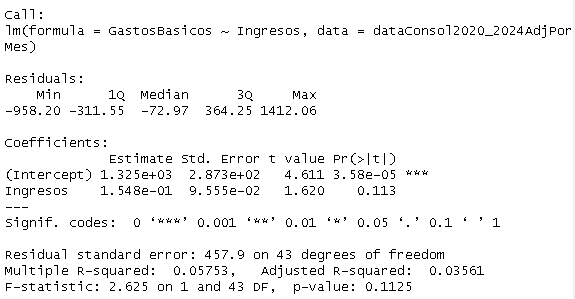 Call:
lm(formula = GastosBasicos ~ Ingresos, data = dataConsol2020_2024AdjPor
Mes)
Residuals:
Min 1Q Median 3Q Max
-958.20 -311.55 -72.97 364.25 1412.06
Coefficients:
Estimate Std. Error t value Pr(>|t|)
(Intercept) 1.325e+03 2.873e+02 4.611 3.58e-05 ***
Ingresos 1.548e-01 9.555e-02 1.620 0.113
---
Signif. codes: 0 ‘***’ 0.001 ‘**’ 0.01 ‘*’ 0.05 ‘.’ 0.1 ‘ ’ 1
Residual standard error: 457.9 on 43 degrees of freedom
Multiple R-squared: 0.05753, Adjusted R-squared: 0.03561
F-statistic: 2.625 on 1 and 43 DF, p-value: 0.1125